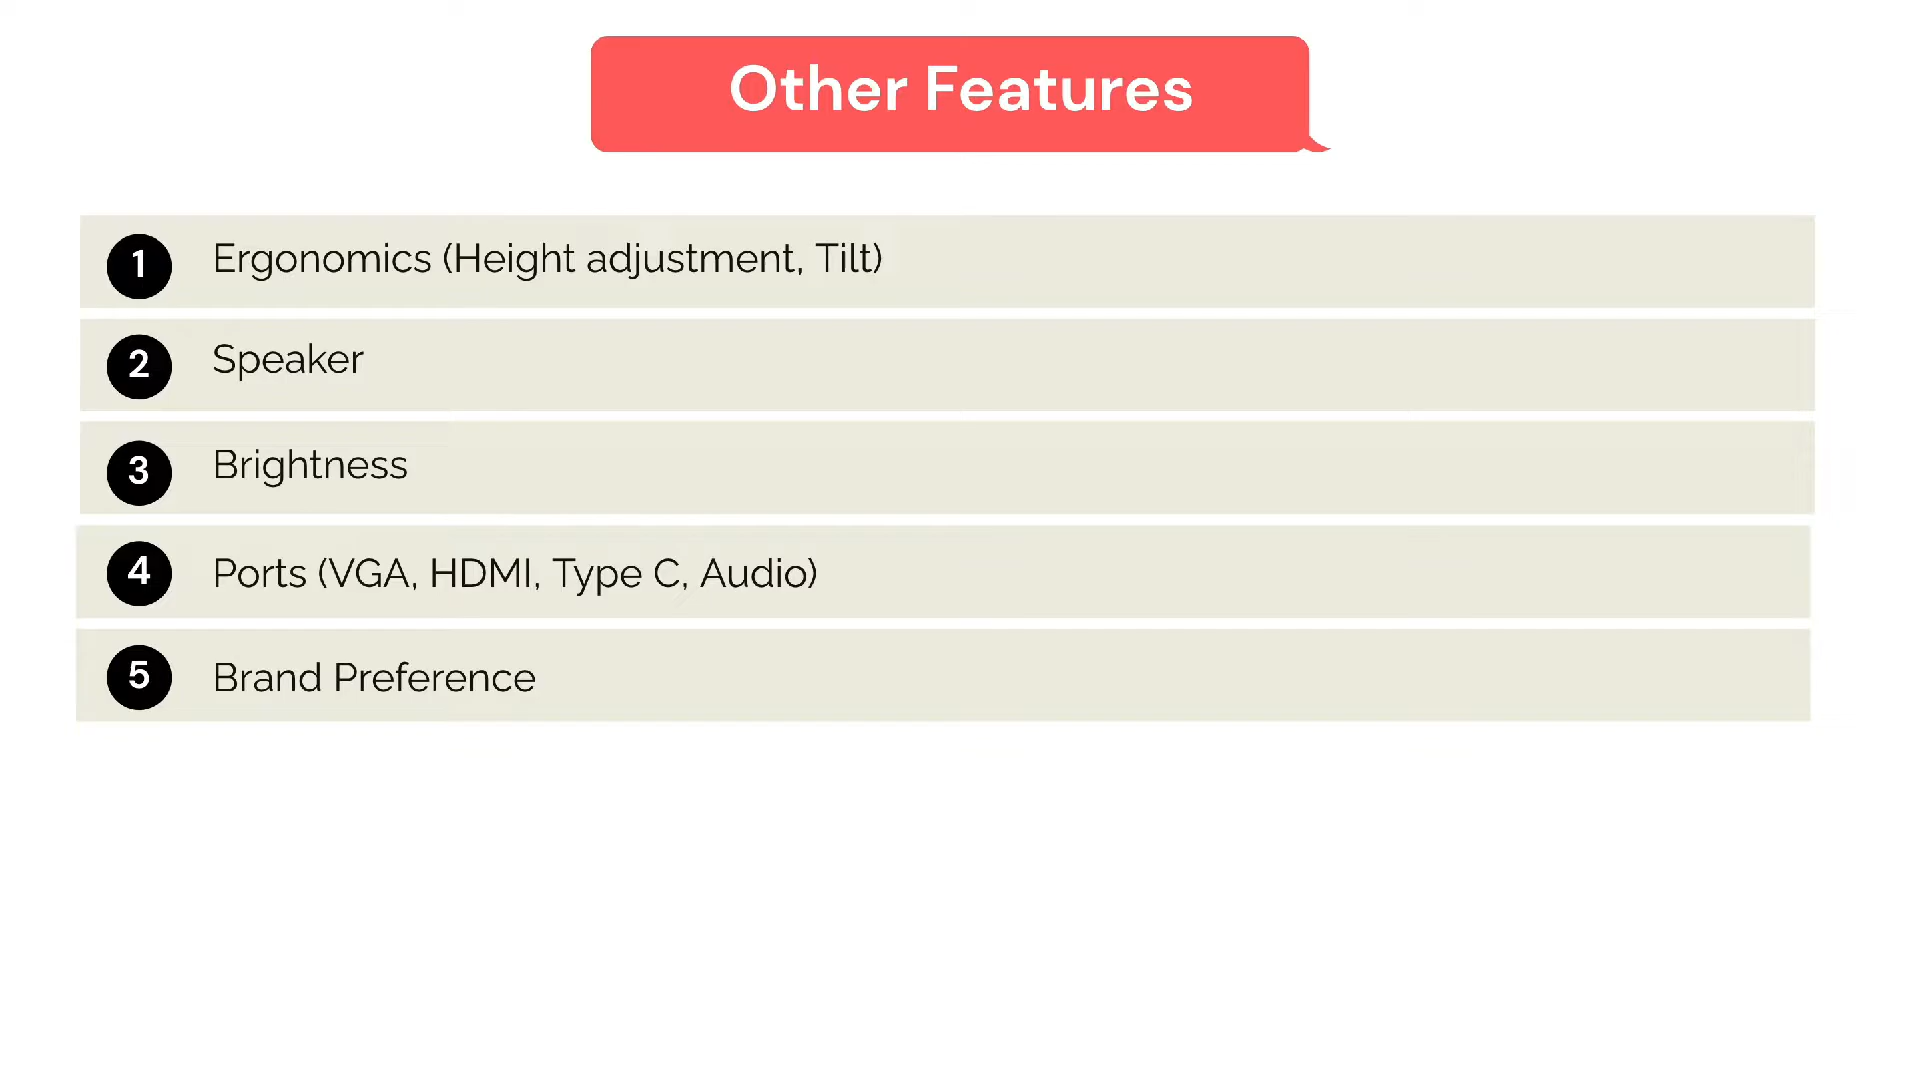 Other Features
1 Ergonomics (Height adjustment, Tilt)
2 Speaker
3 Brightness
4 Ports (VGA, HDMI, Type C, Audio)
5 Brand Preference